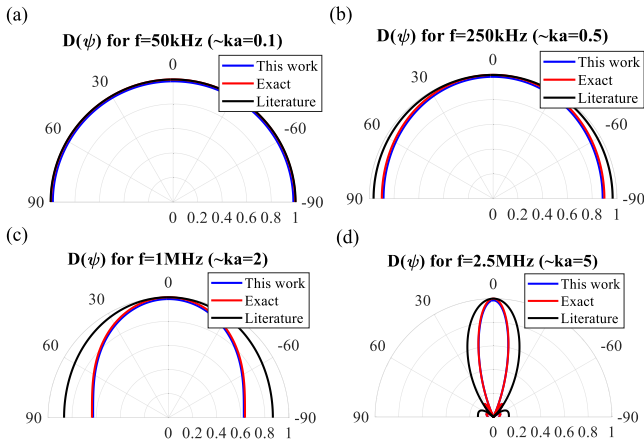 (a)
D(ψ) for f=50kHz (~ka=0.1)
0
This work
Exact
Literature
30
-60
60
90
-90
0 0.2 0.4 0.6 0.8 1
(b)
D(ψ) for f=250kHz (~ka=0.5)
0
This work
Exact
Literature
30
-60
60
90
-90
0 0.2 0.4 0.6 0.8 1
(c)
D(ψ) for f=1MHz (~ka=2)
0
This work
Exact
Literature
30
-60
60
90
-90
0 0.2 0.4 0.6 0.8 1
(d)
D(ψ) for f=2.5MHz (~ka=5)
0
This work
Exact
Literature
30
-60
60
90
-90
0 0.2 0.4 0.6 0.8 1